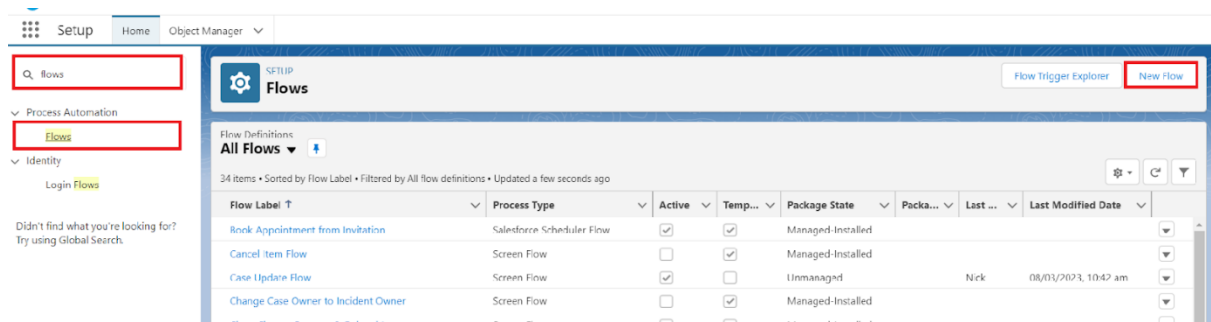 Setup Home Object Manager
flows
Process Automation
Flows
Identity
Login Flows
Didn't find what you're looking for?
Try using Global Search.
SETUP
Flows
Flow Trigger Explorer New Flow
Flow Definitions
All Flows
34 items • Sorted by Flow Label • Filtered by All flow definitions • Updated a few seconds ago
Flow Label ↑ Process Type Active Temp... Package State Packa... Last ... Last Modified Date
Book Appointment from Invitation Salesforce Scheduler Flow Managed-Installed
Cancel Item Flow Screen Flow Managed-Installed
Case Update Flow Screen Flow Unmanaged Nick 08/03/2023, 10:42 am
Change Case Owner to Incident Owner Screen Flow Managed-Installed